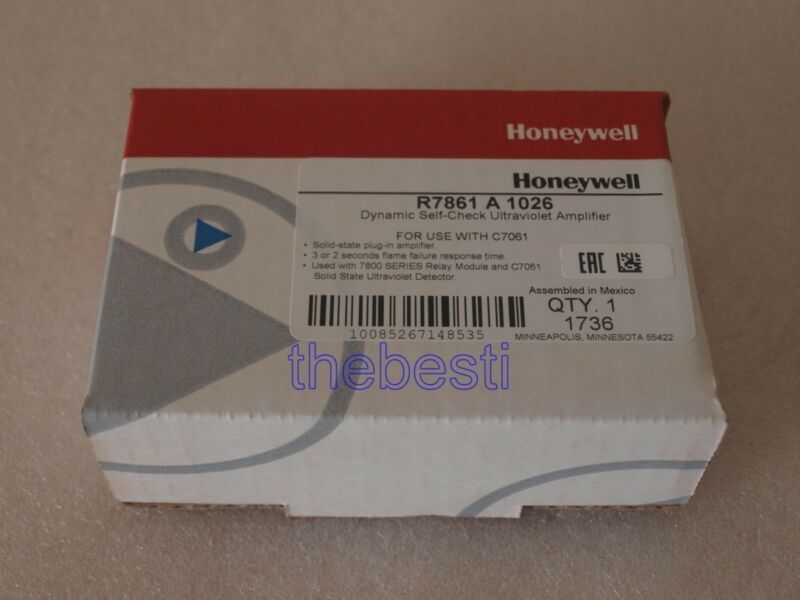 Honeywell
Honeywell
R7861 A 1026
Dynamic Self-Check Ultraviolet Amplifier
FOR USE WITH C7061
• Solid-state plug-in amplifier.
• 3 or 2 seconds flame failure response time.
• Used with 7800 SERIES Relay Module and C7061
Solid State Ultraviolet Detector.
EAC
Assembled in Mexico
QTY. 1
1736
10085267148535
MINNEAPOLIS, MINNESOTA 55422
thebesti